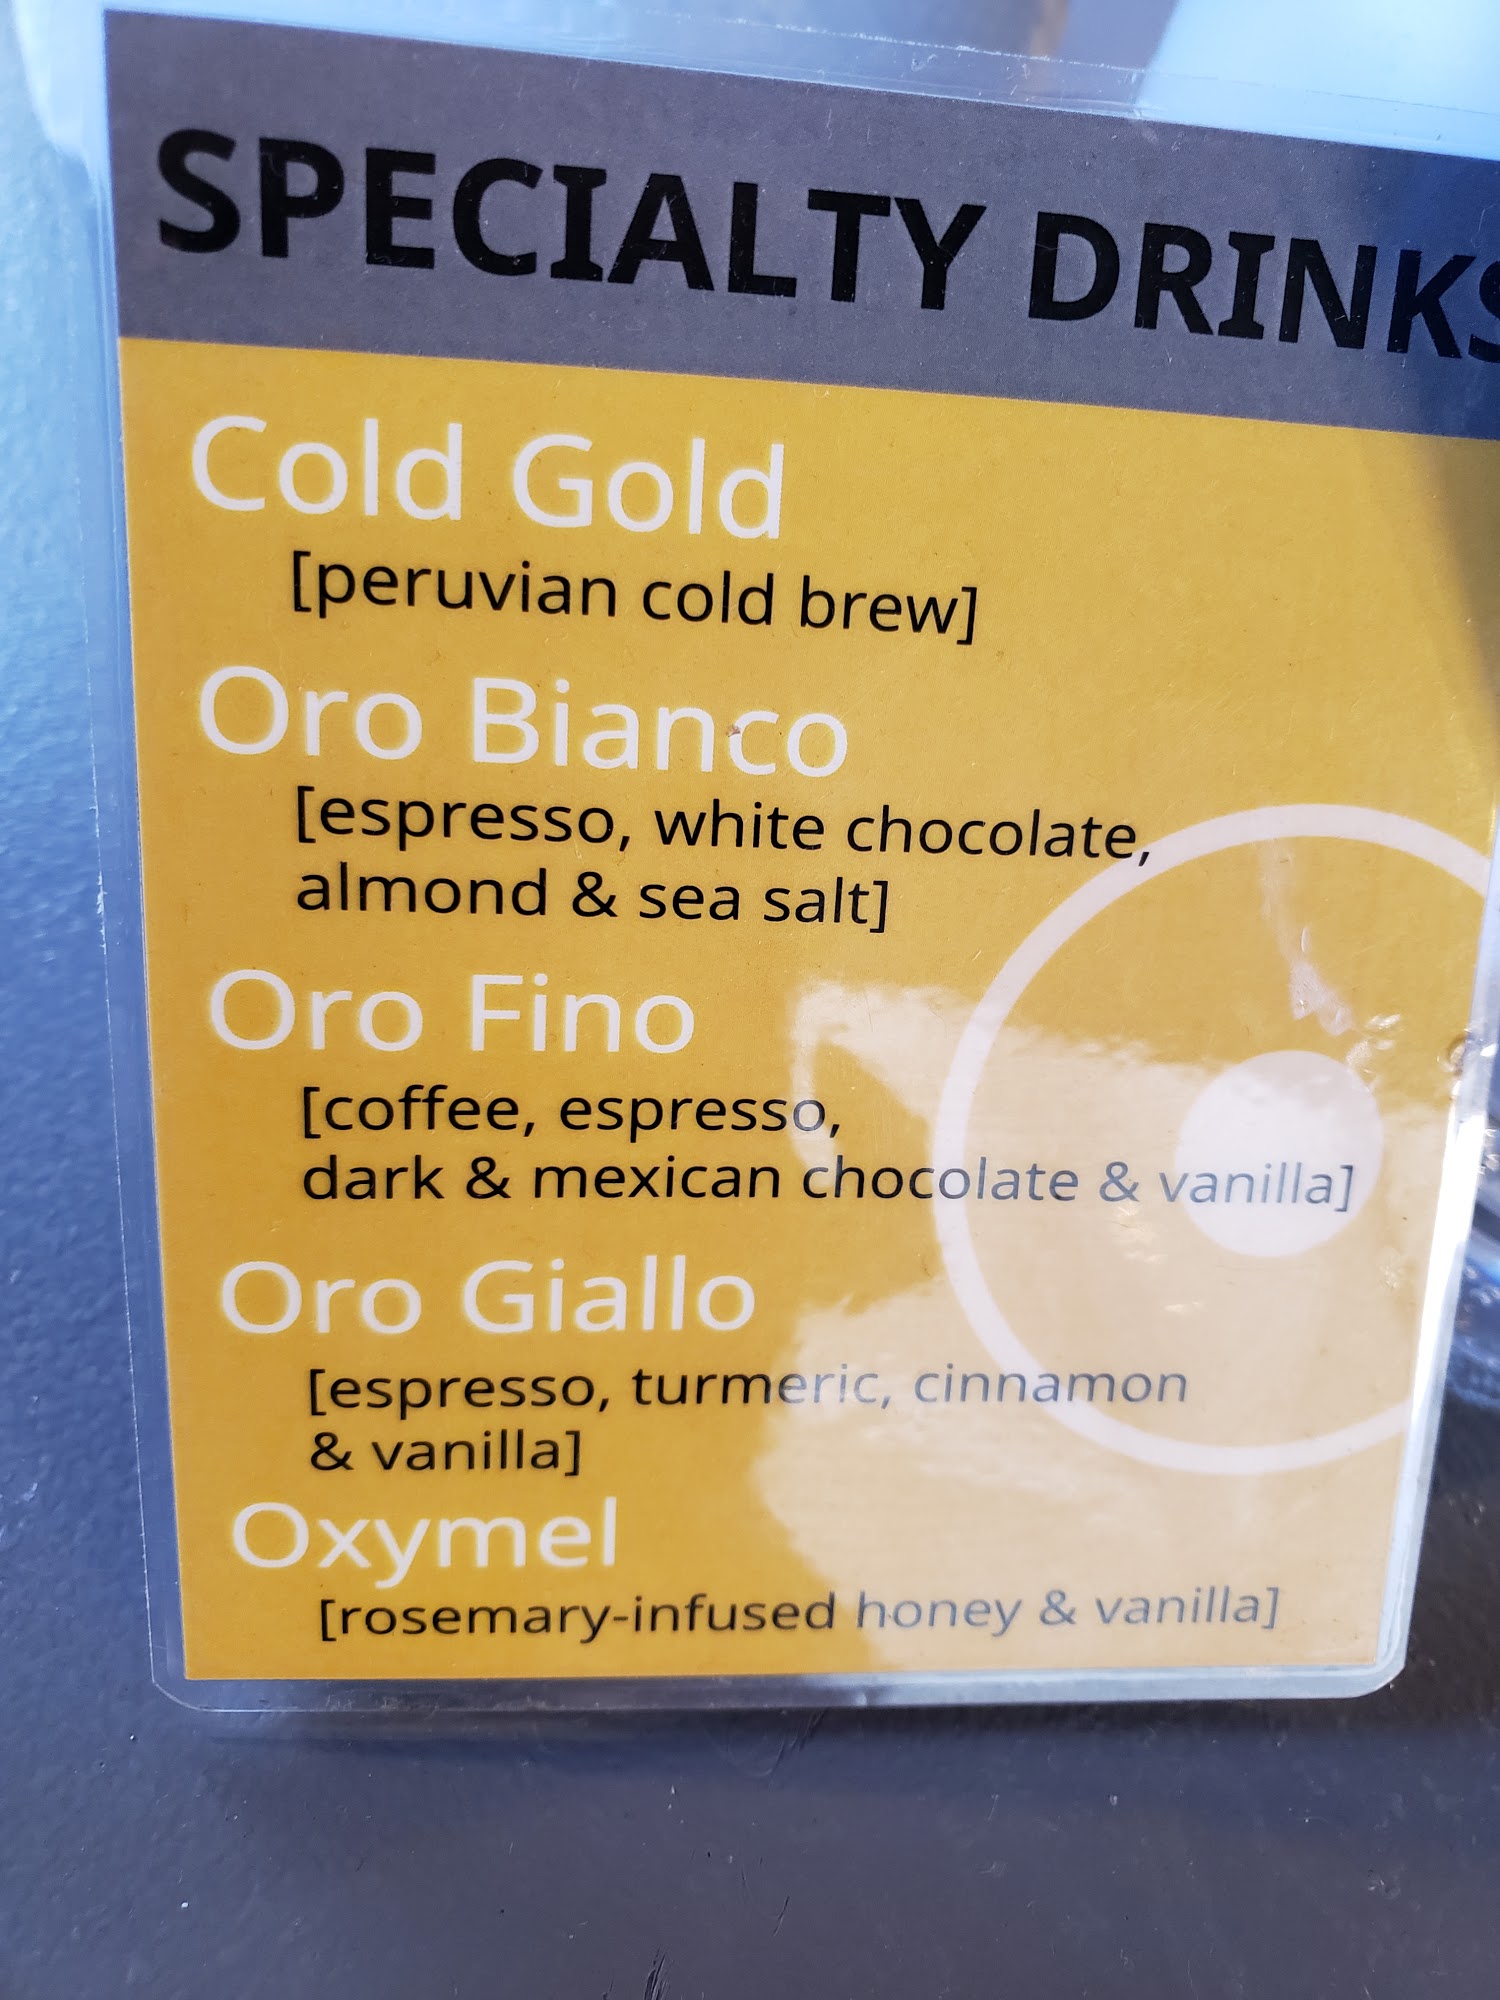 SPECIALTY DRINKS
Cold Gold
[peruvian cold brew]
Oro Bianco
[espresso, white chocolate,
almond & sea salt]
Oro Fino
[coffee, espresso,
dark & mexican chocolate & vanilla]
Oro Giallo
[espresso, turmeric, cinnamon
& vanilla]
Oxymel
[rosemary-infused honey & vanilla]